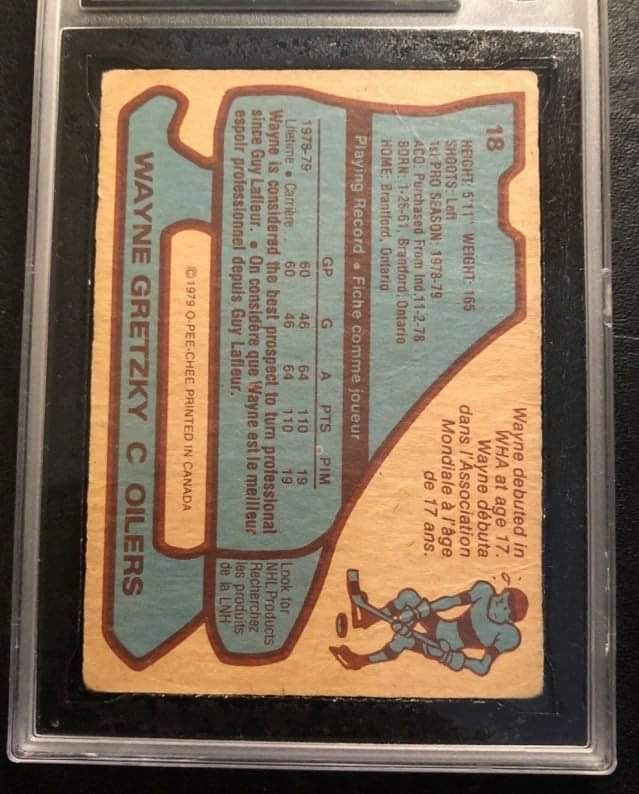 18
HEIGHT: 5'11" WEIGHT: 165
SHOOTS: Left
1st PRO SEASON: 1978-79
ACQ: Purchased From Ind. 11-2-78
BORN: 1-26-61, Brantford, Ontario
HOME: Brantford, Ontario
Wayne debuted in
WHA at age 17.
Wayne débuta
dans l'Association
Mondiale à l'âge
de 17 ans.
Playing Record • Fiche comme joueur
GP G A PTS. PIM
1978-79 60 46 64 110 19
Lifetime • Carrière 60 46 64 110 19
Wayne is considered the best prospect to turn professional
since Guy Lafleur. • On considère que Wayne est le meilleur
espoir professionnel depuis Guy Lafleur.
Look for
NHL Products
Recherchez
les produits
de la LNH
©1979 O-PEE-CHEE PRINTED IN CANADA
WAYNE GRETZKY C OILERS